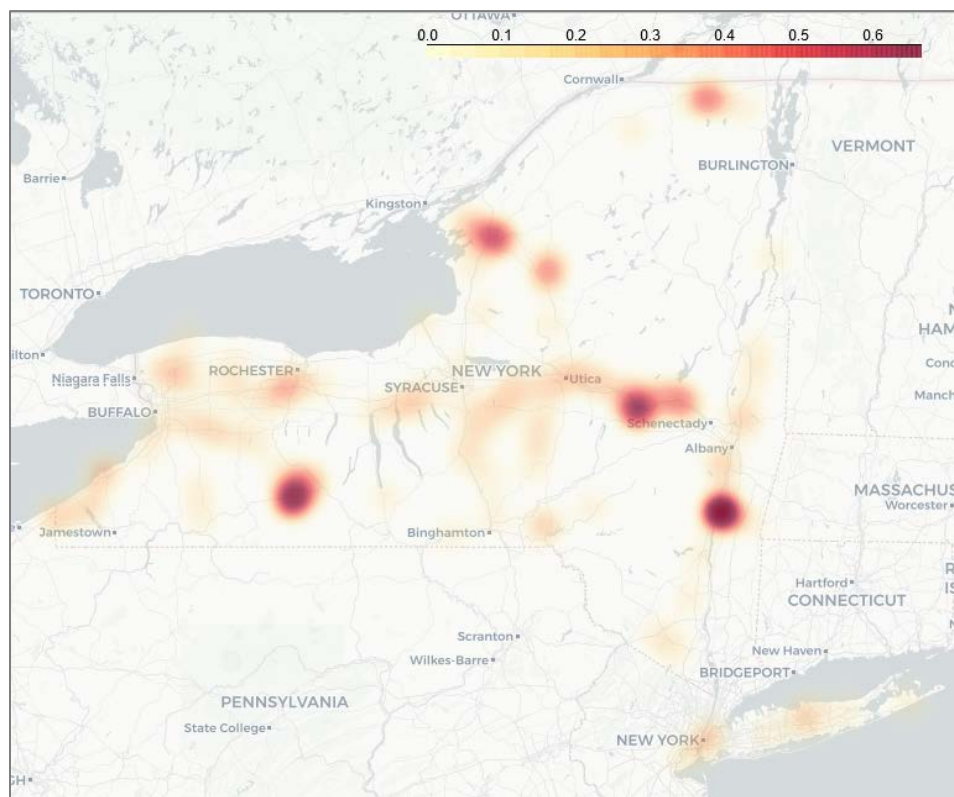 OTTAWA
0.0 0.1 0.2 0.3 0.4 0.5 0.6
Cornwall
VERMONT
BURLINGTON
Barrie
Kingston
TORONTO
N
HAM
ilton
Niagara Falls
ROCHESTER
NEW YORK
Conc
SYRACUSE
Utica
Manch
BUFFALO
Schenectady
Albany
MASSACHUS
Worcester
e
Jamestown
Binghamton
R
IS
Hartford
CONNECTICUT
N
Scranton
New Haven
Wilkes-Barre
BRIDGEPORT
PENNSYLVANIA
State College
NEW YORK
GH